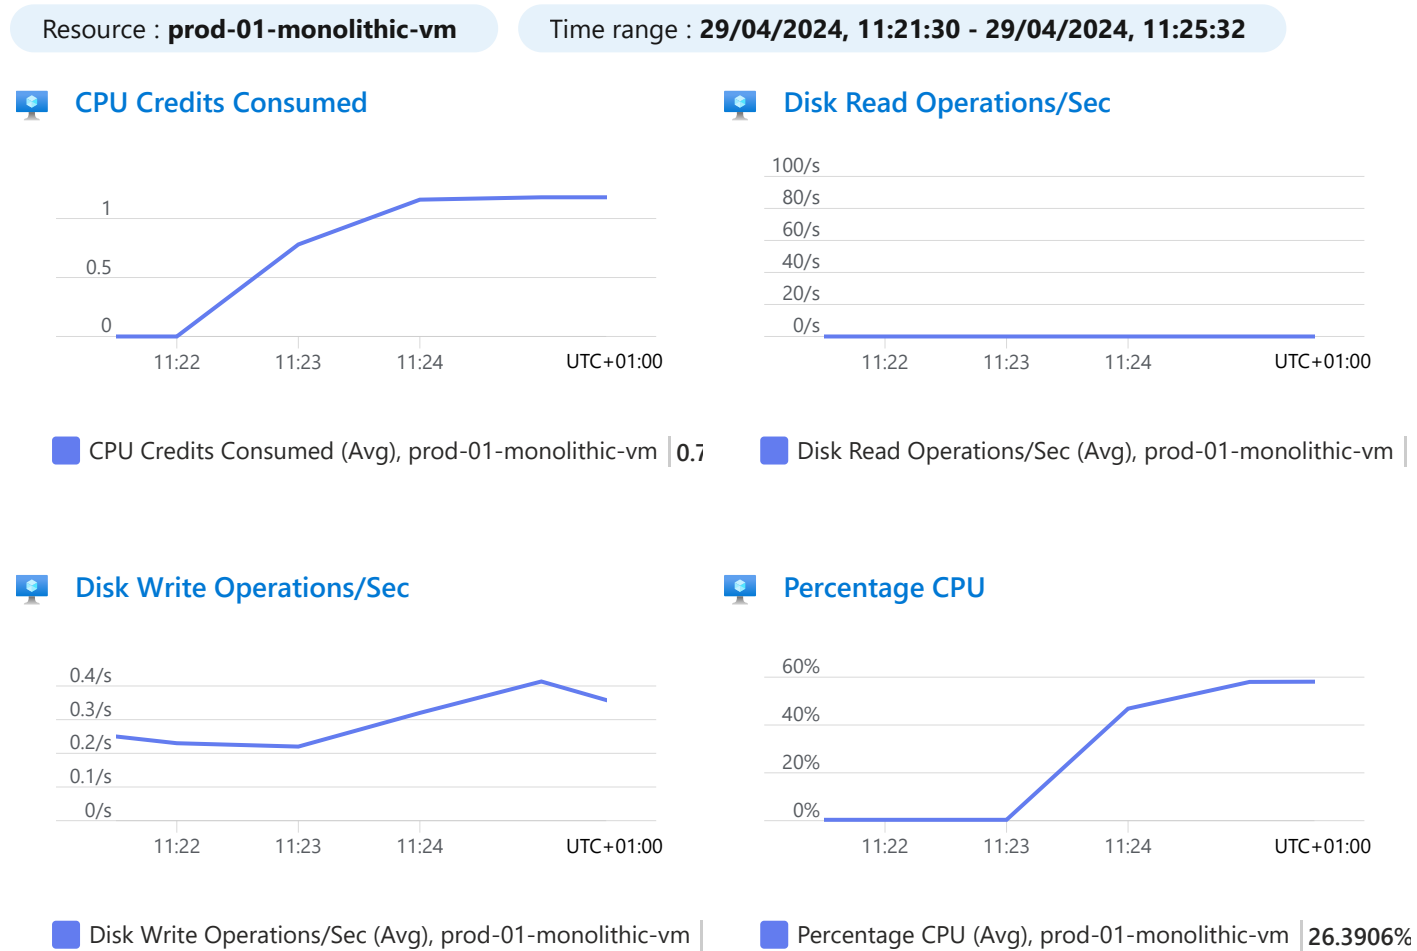 Resource : prod-01-monolithic-vm
Time range : 29/04/2024, 11:21:30 - 29/04/2024, 11:25:32
CPU Credits Consumed
1
0.5
0
11:22 11:23 11:24 UTC+01:00
CPU Credits Consumed (Avg), prod-01-monolithic-vm 0.7
Disk Read Operations/Sec
100/s
80/s
60/s
40/s
20/s
0/s
11:22 11:23 11:24 UTC+01:00
Disk Read Operations/Sec (Avg), prod-01-monolithic-vm
Disk Write Operations/Sec
0.4/s
0.3/s
0.2/s
0.1/s
0/s
11:22 11:23 11:24 UTC+01:00
Disk Write Operations/Sec (Avg), prod-01-monolithic-vm
Percentage CPU
60%
40%
20%
0%
11:22 11:23 11:24 UTC+01:00
Percentage CPU (Avg), prod-01-monolithic-vm 26.3906%